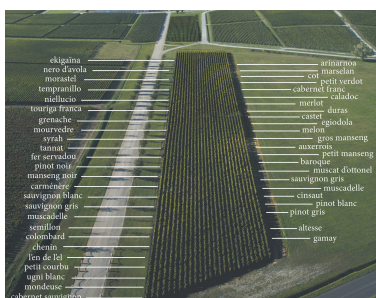 ekigaïna
nero d'avola
morastel
tempranillo
niellucio
touriga franca
grenache
mourvedre
syrah
tannat
fer servadou
pinot noir
manseng noir
carménère
sauvignon blanc
sauvignon gris
muscadelle
semillon
colombard
chenin
l'en de l'el
petit courbu
ugni blanc
mondeuse
cabernet sauvignon
arinarnoa
marselan
cot
petit verdot
cabernet franc
caladoc
merlot
duras
castet
egiodola
melon
gros manseng
auxerrois
petit manseng
baroque
muscat d'ottonel
sauvignon gris
muscadelle
cinsaut
pinot blanc
pinot gris
altesse
gamay